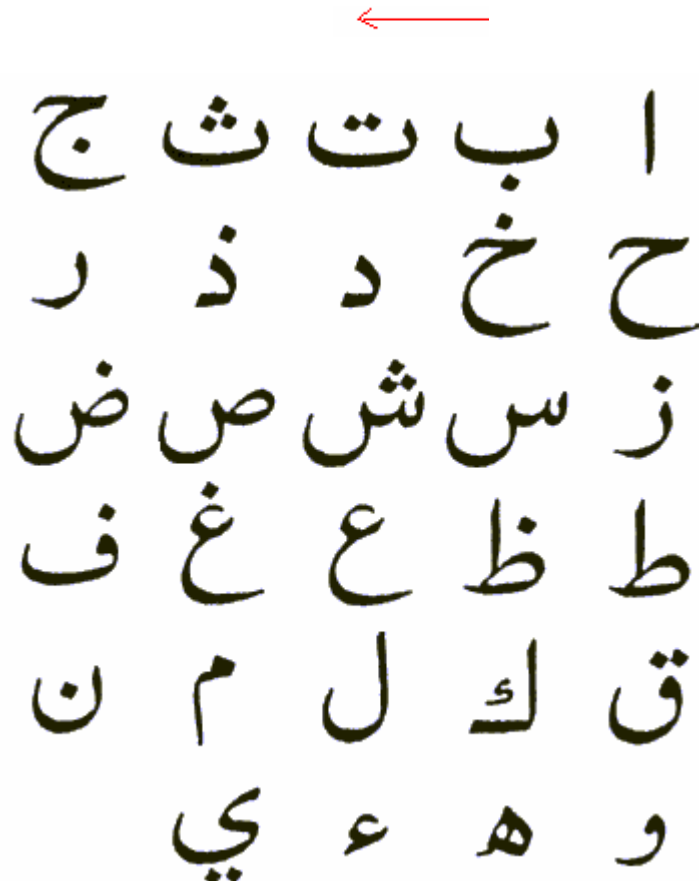 ا ب ت ث ج
ح خ د ذ ر
ز س ش ص ض
ط ظ ع غ ف
ق ك ل م ن
و ه ء ي